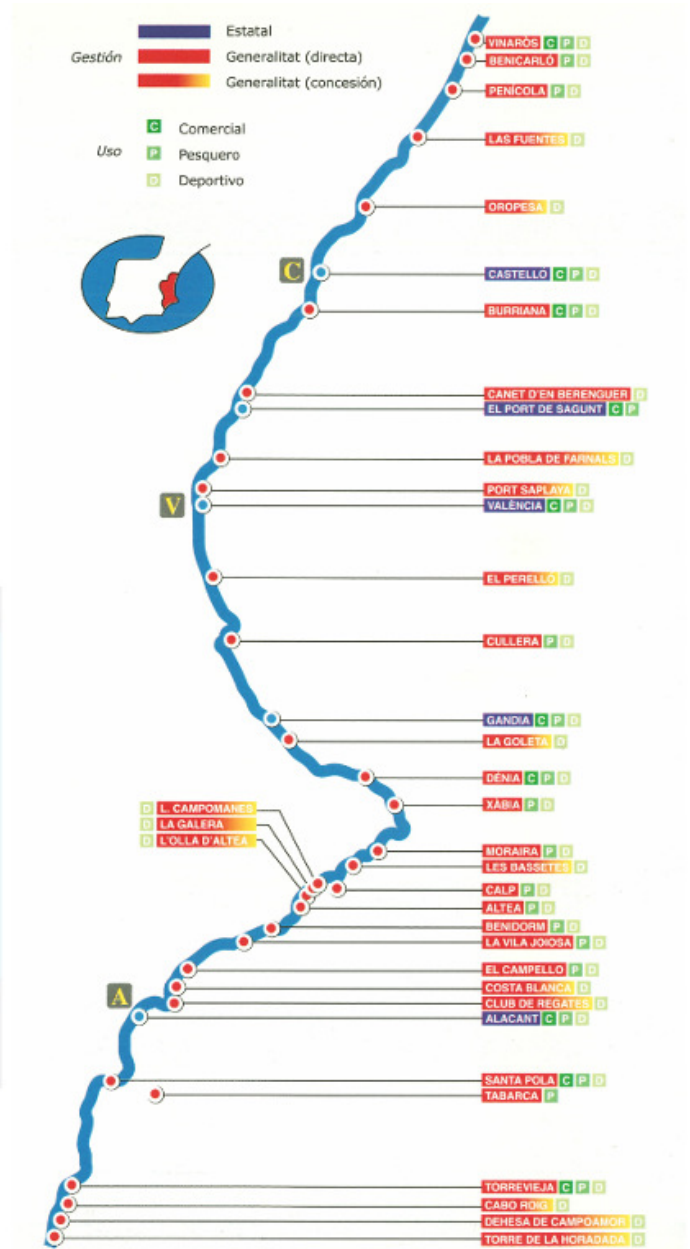 Gestión
Estatal
Generalitat (directa)
Generalitat (concesión)
Uso
C Comercial
P Pesquero
D Deportivo
VINARÒS C P D
BENICARLÓ P D
PENÍCOLA P D
LAS FUENTES D
OROPESA D
C
CASTELLÓ C P D
BURRIANA C P D
CANET D'EN BERENGUER D
EL PORT DE SAGUNT C P
LA POBLA DE FARNALS D
PORT SAPLAYA D
V
VALÈNCIA C P D
EL PERELLÓ D
CULLERA P D
GANDIA C P D
LA GOLETA D
DÉNIA C P D
XÀBIA P D
D L. CAMPOMANES
D LA GALERA
D L'OLLA D'ALTEA
MORAIRA P D
LES BASSETES D
CALP P D
ALTEA P D
BENIDORM P D
LA VILA JOIOSA P D
EL CAMPELLO P D
COSTA BLANCA D
CLUB DE REGATES D
A
ALACANT C P D
SANTA POLA C P D
TABARCA P
TORREVIEJA C P D
CABO ROIG D
DEHESA DE CAMPOAMOR D
TORRE DE LA HORADADA D